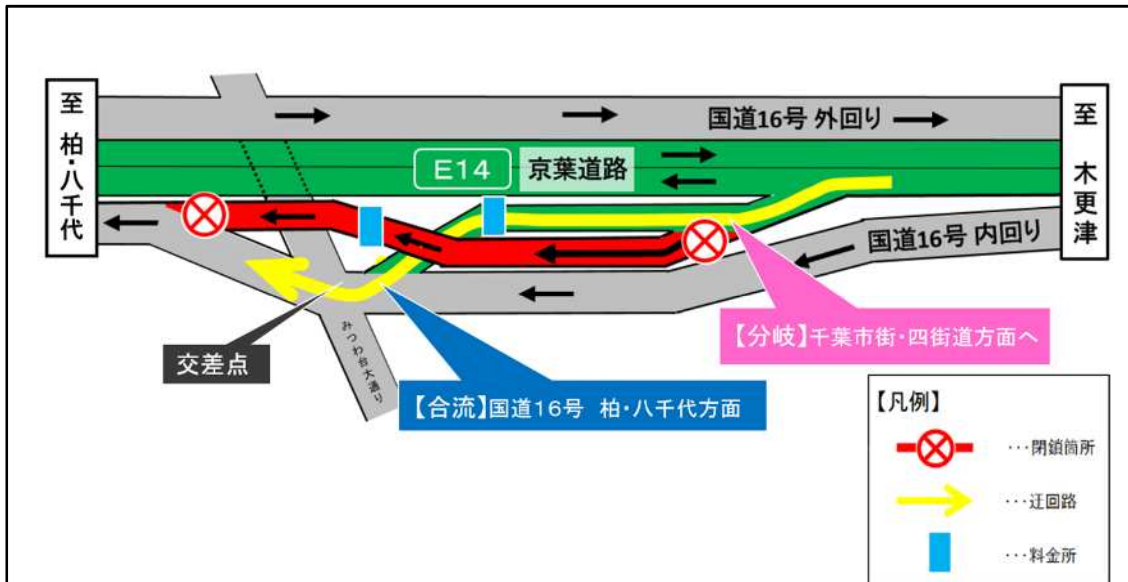 至 柏・八千代
国道16号 外回り
至 木更津
E14 京葉道路
国道16号 内回り
【分岐】千葉市街・四街道方面へ
交差点
みつわ台大通り
【合流】国道16号 柏・八千代方面
【凡例】
・・・閉鎖箇所
・・・迂回路
・・・料金所